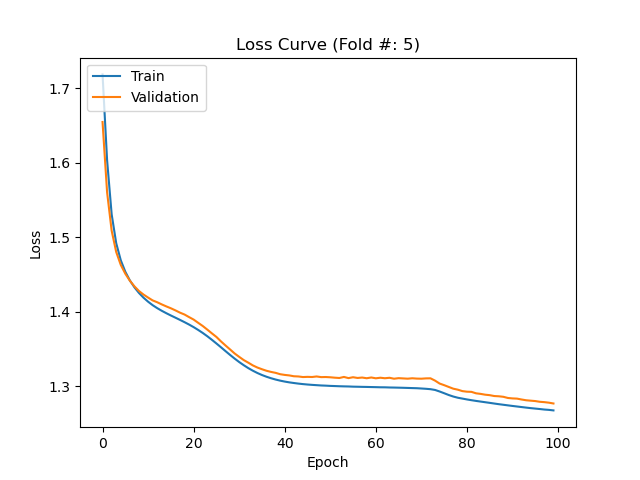 Loss Curve (Fold #: 5)
Train
Validation
1.7
1.6
1.5
1.4
1.3
Loss
0 20 40 60 80 100
Epoch